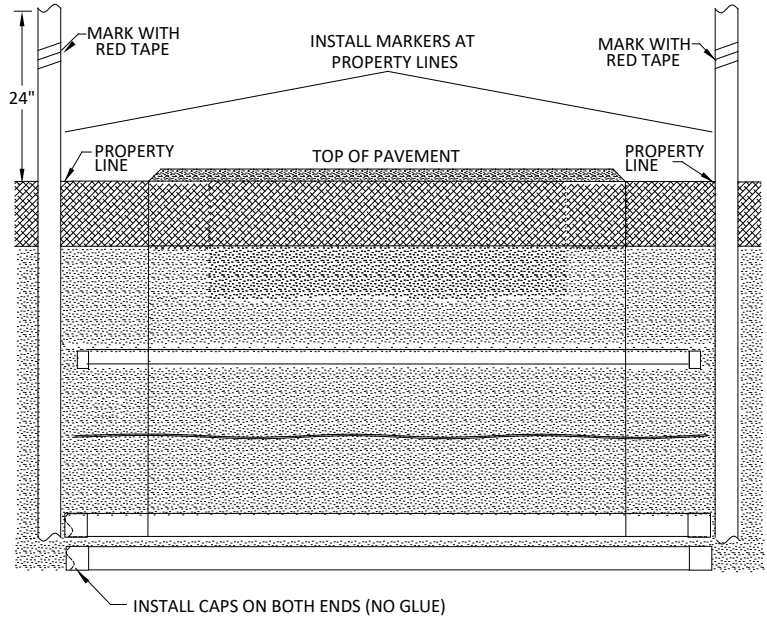 MARK WITH
RED TAPE
INSTALL MARKERS AT
PROPERTY LINES
MARK WITH
RED TAPE
24"
PROPERTY
LINE
TOP OF PAVEMENT
PROPERTY
LINE
INSTALL CAPS ON BOTH ENDS (NO GLUE)